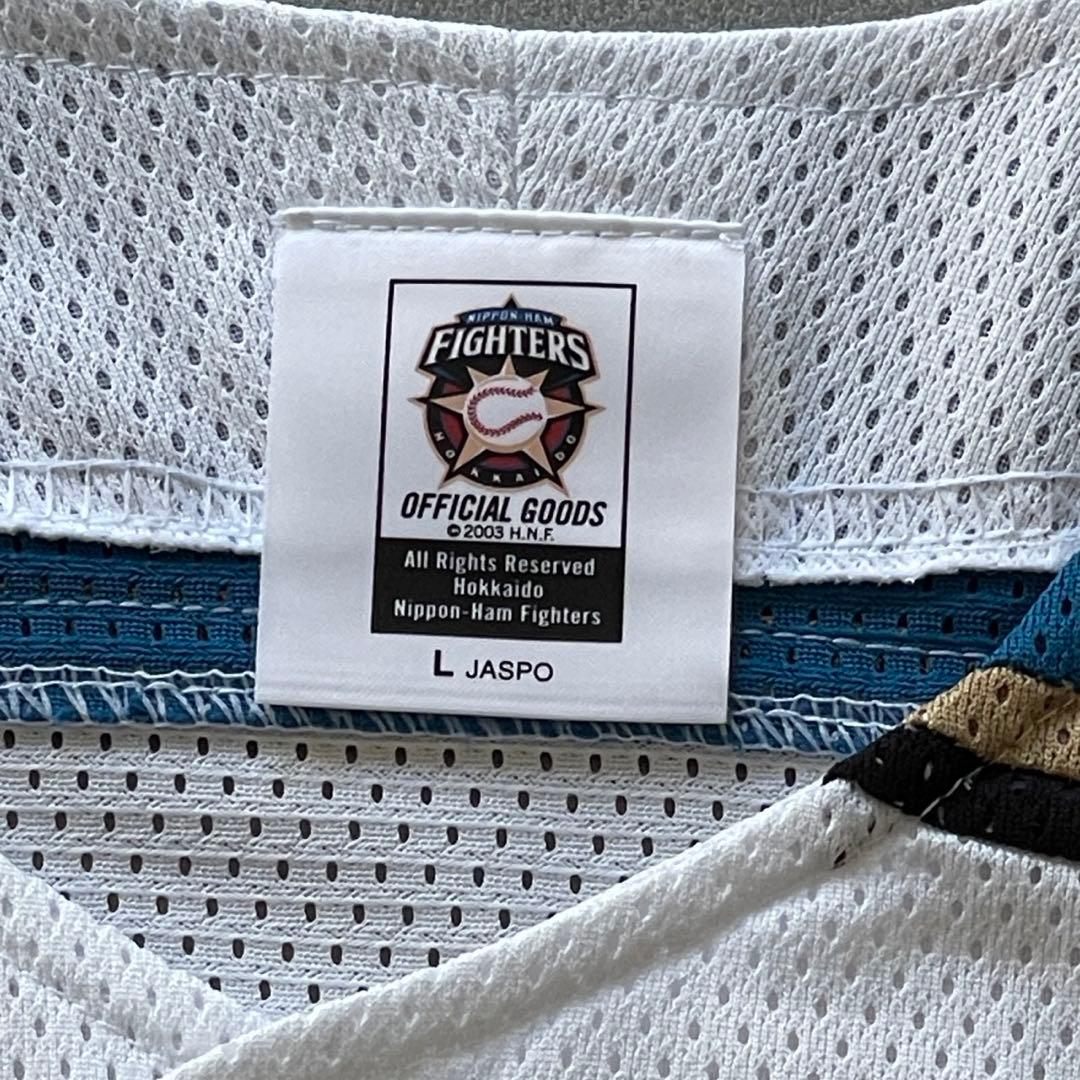 NIPPON-HAM
FIGHTERS
HOKKAIDO
OFFICIAL GOODS
©2003 H.N.F.
All Rights Reserved
Hokkaido
Nippon-Ham Fighters
L JASPO